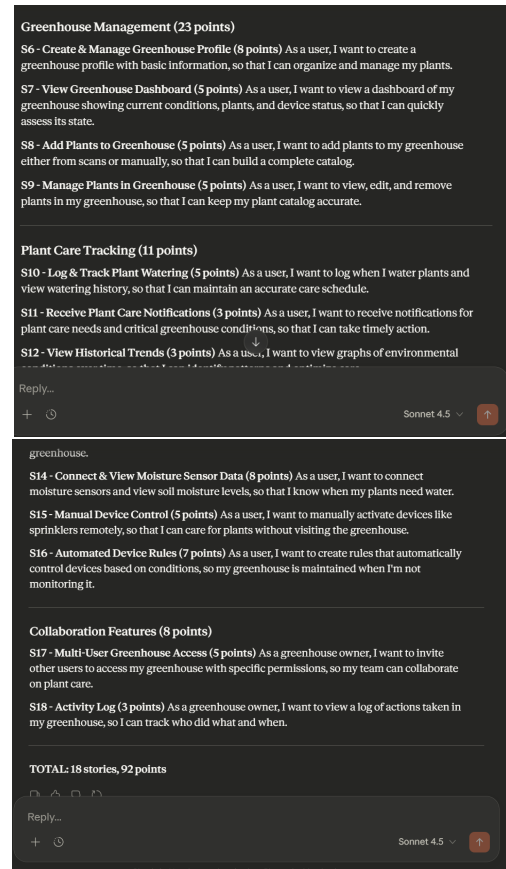 Greenhouse Management (23 points)
S6 - Create & Manage Greenhouse Profile (8 points) As a user, I want to create a
greenhouse profile with basic information, so that I can organize and manage my plants.
S7 - View Greenhouse Dashboard (5 points) As a user, I want to view a dashboard of my
greenhouse showing current conditions, plants, and device status, so that I can quickly
assess its state.
S8 - Add Plants to Greenhouse (5 points) As a user, I want to add plants to my greenhouse
either from scans or manually, so that I can build a complete catalog.
S9 - Manage Plants in Greenhouse (5 points) As a user, I want to view, edit, and remove
plants in my greenhouse, so that I can keep my plant catalog accurate.
Plant Care Tracking (11 points)
S10 - Log & Track Plant Watering (5 points) As a user, I want to log when I water plants and
view watering history, so that I can maintain an accurate care schedule.
S11 - Receive Plant Care Notifications (3 points) As a user, I want to receive notifications for
plant care needs and critical greenhouse conditions, so that I can take timely action.
S12 - View Historical Trends (3 points) As a user, I want to view graphs of environmental
Reply...
Sonnet 4.5
greenhouse.
S14 - Connect & View Moisture Sensor Data (8 points) As a user, I want to connect
moisture sensors and view soil moisture levels, so that I know when my plants need water.
S15 - Manual Device Control (5 points) As a user, I want to manually activate devices like
sprinklers remotely, so that I can care for plants without visiting the greenhouse.
S16 - Automated Device Rules (7 points) As a user, I want to create rules that automatically
control devices based on conditions, so my greenhouse is maintained when I'm not
monitoring it.
Collaboration Features (8 points)
S17 - Multi-User Greenhouse Access (5 points) As a greenhouse owner, I want to invite
other users to access my greenhouse with specific permissions, so my team can collaborate
on plant care.
S18 - Activity Log (3 points) As a greenhouse owner, I want to view a log of actions taken in
my greenhouse, so I can track who did what and when.
TOTAL: 18 stories, 92 points
Reply...
Sonnet 4.5